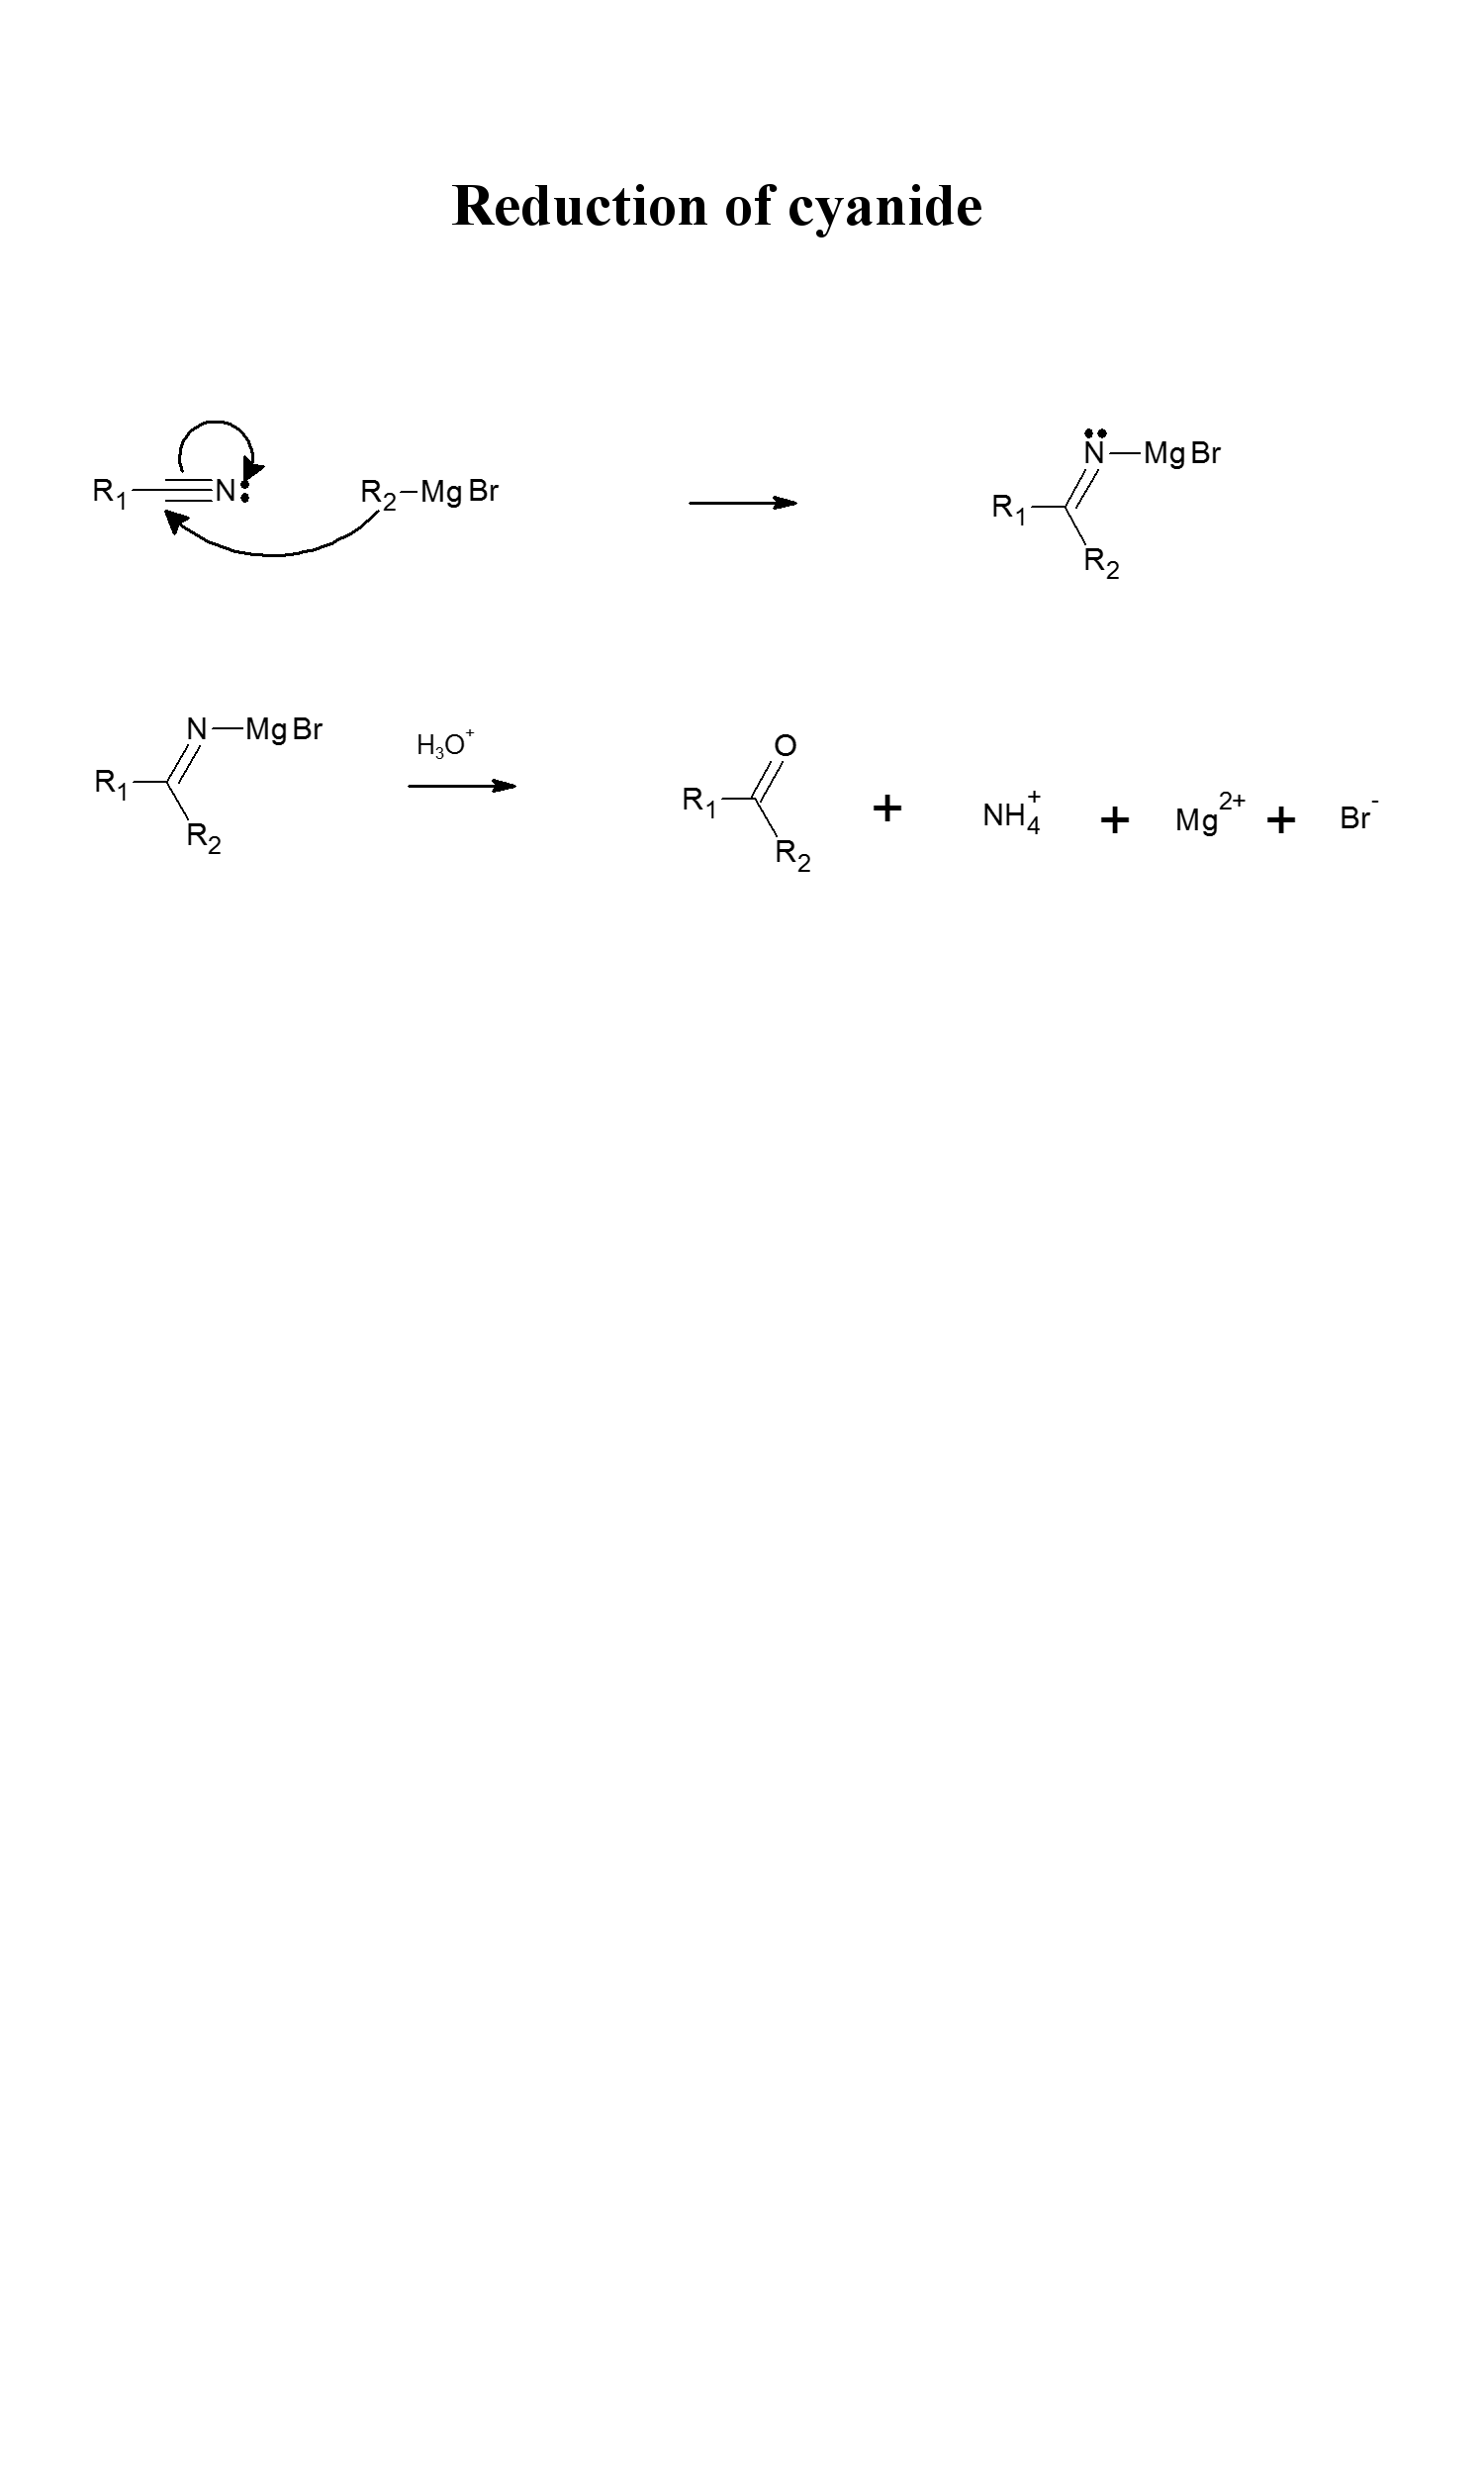 Reduction of cyanide
R1 N: R2 MgBr N MgBr R1 R2
N MgBr R1 R2 H3O+ O R1 R2 + NH4+ + Mg2+ + Br-